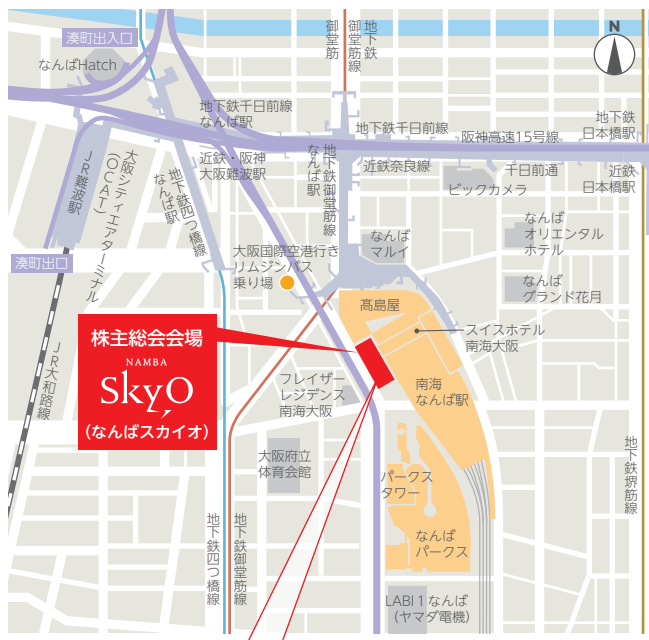 湊町出入口
なんばHatch
地下鉄
御堂筋線
御堂筋
N
地下鉄千日前線
なんば駅
地下鉄千日前線
阪神高速15号線
地下鉄
日本橋駅
近鉄・阪神
大阪難波駅
地下鉄御堂筋線
なんば駅
近鉄奈良線
千日前通
近鉄
日本橋駅
ビックカメラ
大阪シティエアターミナル
(OCAT)
JR難波駅
地下鉄四つ橋線
なんば駅
湊町出口
大阪国際空港行き
リムジンバス
乗り場
なんば
マルイ
なんば
オリエンタル
ホテル
なんば
グランド花月
髙島屋
スイスホテル
南海大阪
株主総会会場
NAMBA
SkyO
(なんばスカイオ)
JR大和路線
フレイザー
レジデンス
南海大阪
南海
なんば駅
大阪府立
体育会館
パークス
タワー
地下鉄堺筋線
地下鉄四つ橋線
地下鉄御堂筋線
なんば
パークス
LABI1なんば
(ヤマダ電機)